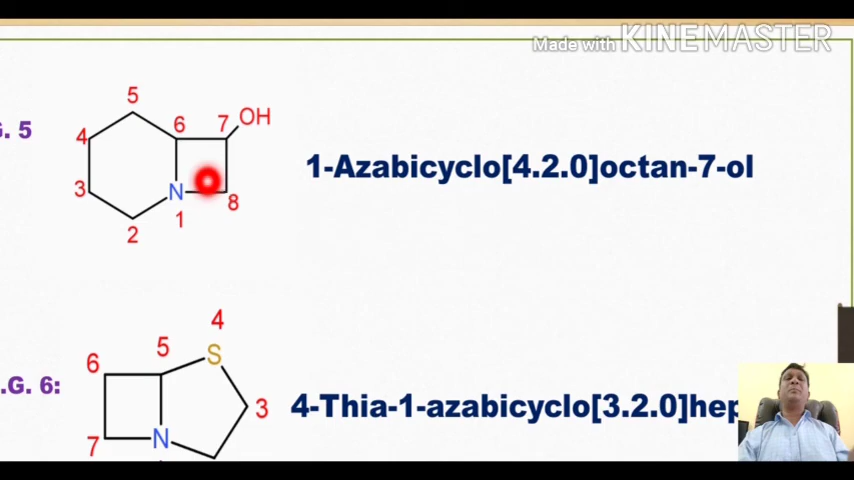 Made with KINEMASTER
G. 5
5
4
6
7
OH
3
N
8
1
2
1-Azabicyclo[4.2.0]octan-7-ol
4
.G. 6:
6
5
S
3
7
N
4-Thia-1-azabicyclo[3.2.0]hep